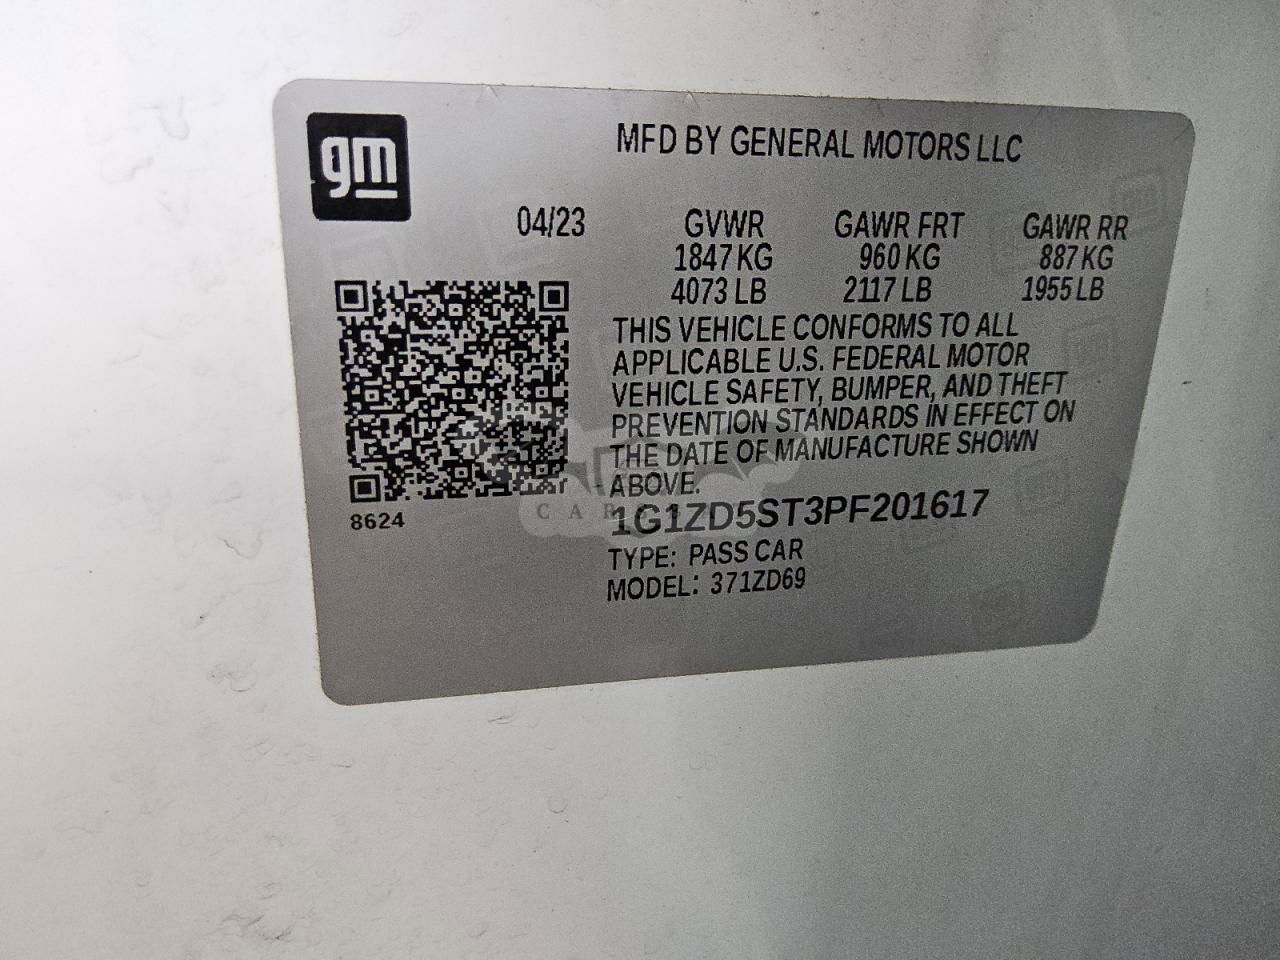 gm
MFD BY GENERAL MOTORS LLC
04/23 GVWR GAWR FRT GAWR RR
1847 KG 960 KG 887 KG
4073 LB 2117 LB 1955 LB
THIS VEHICLE CONFORMS TO ALL
APPLICABLE U.S. FEDERAL MOTOR
VEHICLE SAFETY, BUMPER, AND THEFT
PREVENTION STANDARDS IN EFFECT ON
THE DATE OF MANUFACTURE SHOWN
ABOVE.
1G1ZD5ST3PF201617
8624
TYPE: PASS CAR
MODEL: 371ZD69